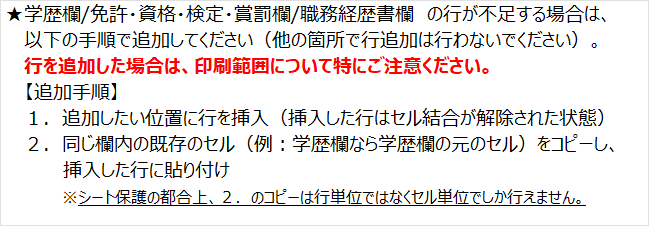 ★学歴欄/免許・資格・検定・賞罰欄/職務経歴書欄　の行が不足する場合は、
以下の手順で追加してください（他の箇所で行追加は行わないでください）。
行を追加した場合は、印刷範囲について特にご注意ください。
【追加手順】
１．追加したい位置に行を挿入（挿入した行はセル結合が解除された状態）
２．同じ欄内の既存のセル（例：学歴欄なら学歴欄の元のセル）をコピーし、
挿入した行に貼り付け
※シート保護の都合上、２．のコピーは行単位ではなくセル単位でしか行えません。